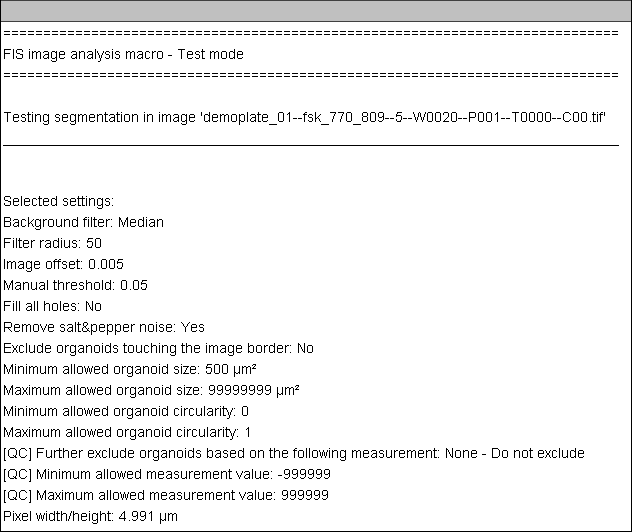 =============================================================================
FIS image analysis macro - Test mode
=============================================================================
Testing segmentation in image 'demoplate_01--fsk_770_809--5--W0020--P001--T0000--C00.tif'
Selected settings:
Background filter: Median
Filter radius: 50
Image offset: 0.005
Manual threshold: 0.05
Fill all holes: No
Remove salt&pepper noise: Yes
Exclude organoids touching the image border: No
Minimum allowed organoid size: 500 µm²
Maximum allowed organoid size: 99999999 µm²
Minimum allowed organoid circularity: 0
Maximum allowed organoid circularity: 1
[QC] Further exclude organoids based on the following measurement: None - Do not exclude
[QC] Minimum allowed measurement value: -999999
[QC] Maximum allowed measurement value: 999999
Pixel width/height: 4.991 µm